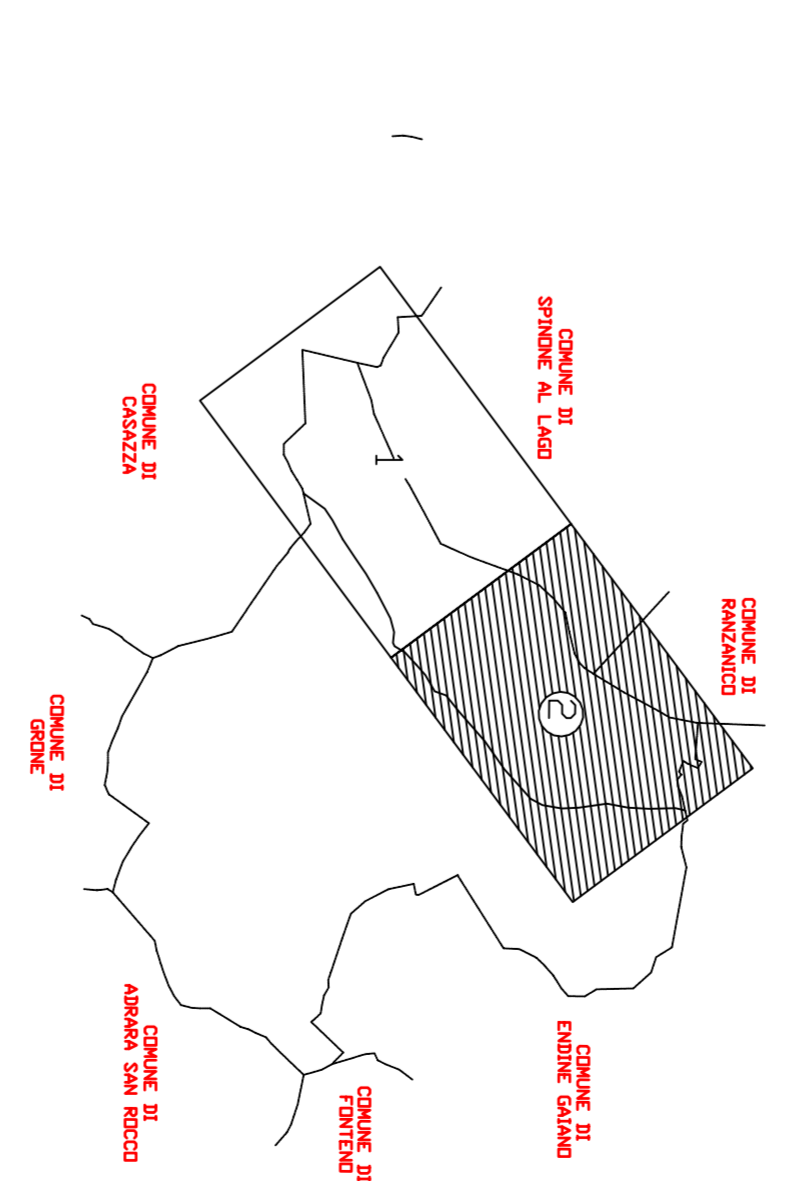 COMUNE DI
SPINONE AL LAGO
COMUNE DI
CASAZZA
1
COMUNE DI
RANZANICO
2
COMUNE DI
GRONE
COMUNE DI
ADRARA SAN ROCCO
COMUNE DI
ENDINE GAIANO
COMUNE DI
FONTENO